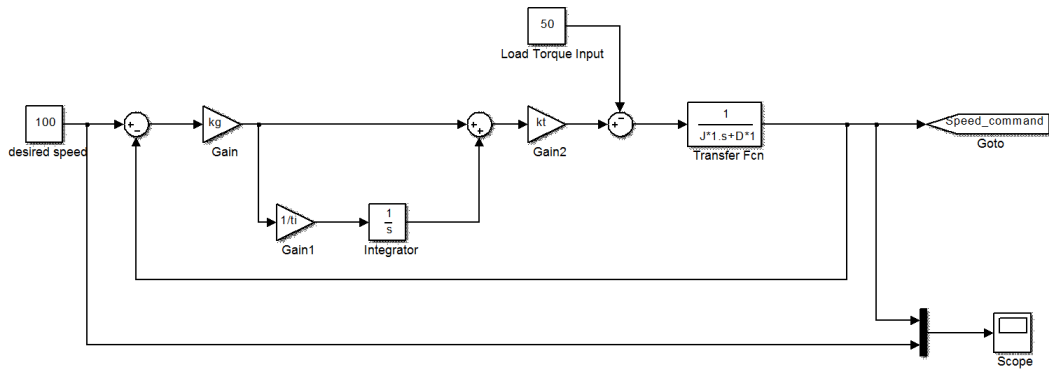 50
Load Torque Input
100
desired speed
kg
Gain
kt
Gain2
1
J*1.s+D*1
Transfer Fcn
Speed_command
Goto
1/ti
Gain1
1
s
Integrator
Scope